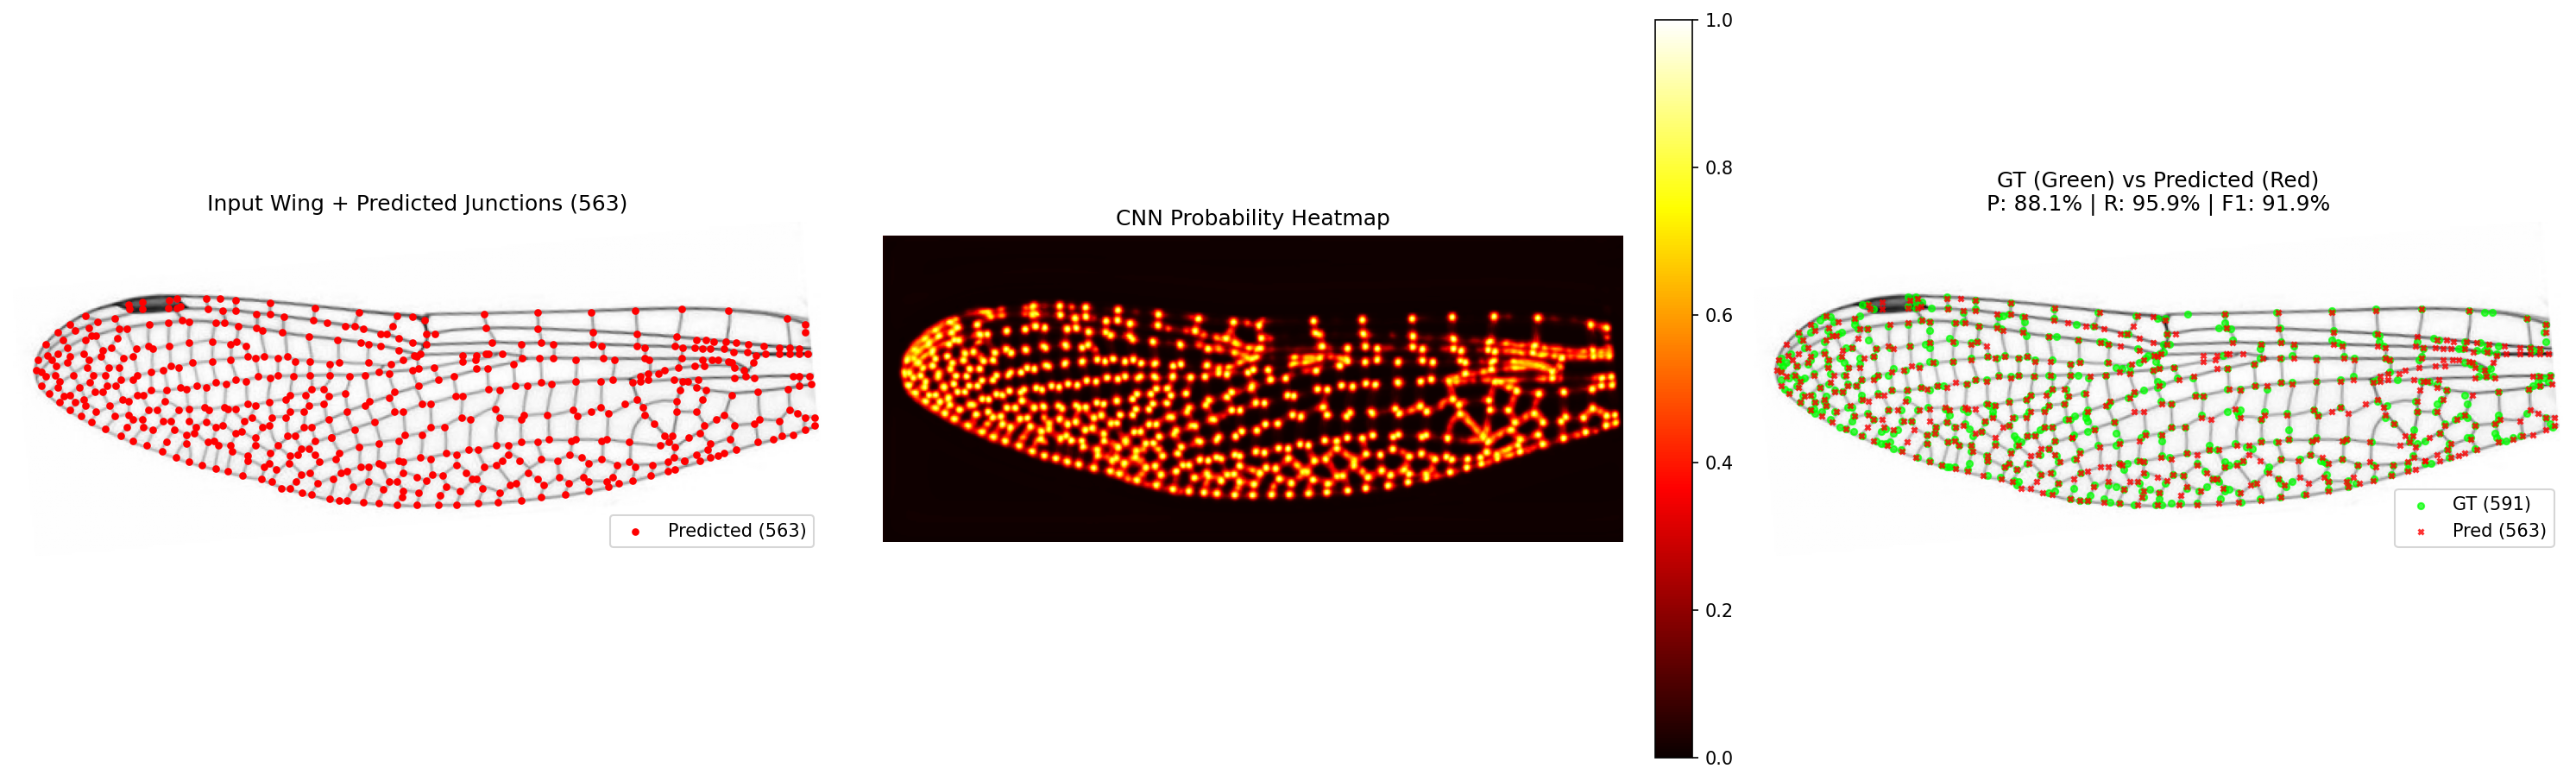 Input Wing + Predicted Junctions (563)
Predicted (563)
CNN Probability Heatmap
1.0
0.8
0.6
0.4
0.2
0.0
GT (Green) vs Predicted (Red)
P: 88.1% | R: 95.9% | F1: 91.9%
GT (591)
Pred (563)